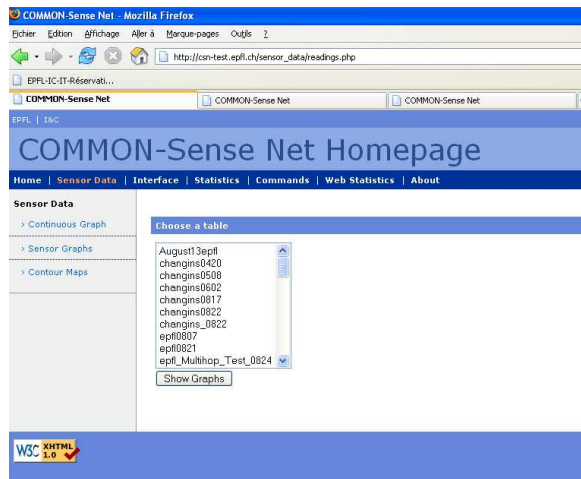 COMMON-Sense Net - Mozilla Firefox
Fichier Edition Affichage Aller à Marque-pages Outils ?
http://csn-test.epfl.ch/sensor_data/readings.php
EPFL-IC-IT-Réservati...
COMMON-Sense Net COMMON-Sense Net COMMON-Sense Net
EPFL | I&C
COMMON-Sense Net Homepage
Home | Sensor Data | Interface | Statistics | Commands | Web Statistics | About
Sensor Data
› Continuous Graph
› Sensor Graphs
› Contour Maps
Choose a table
August13epfl
changins0420
changins0508
changins0602
changins0817
changins0822
changins_0822
epfl0807
epfl0821
epfl_Multihop_Test_0824
Show Graphs
W3C XHTML
1.0